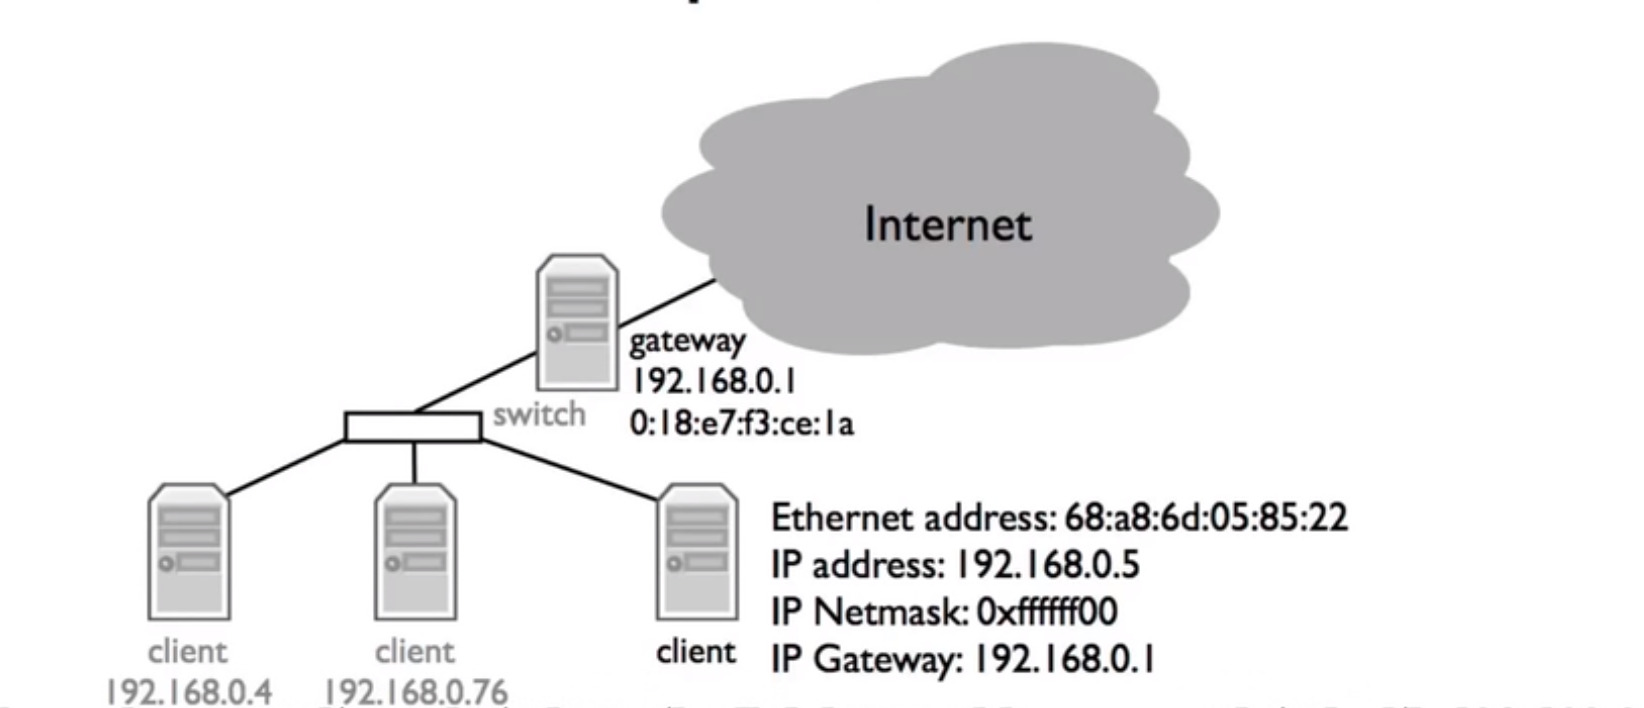 Internet
gateway
192.168.0.1
0:18:e7:f3:ce:1a
switch
Ethernet address: 68:a8:6d:05:85:22
IP address: 192.168.0.5
IP Netmask: 0xffffff00
IP Gateway: 192.168.0.1
client
192.168.0.4
client
192.168.0.76
client